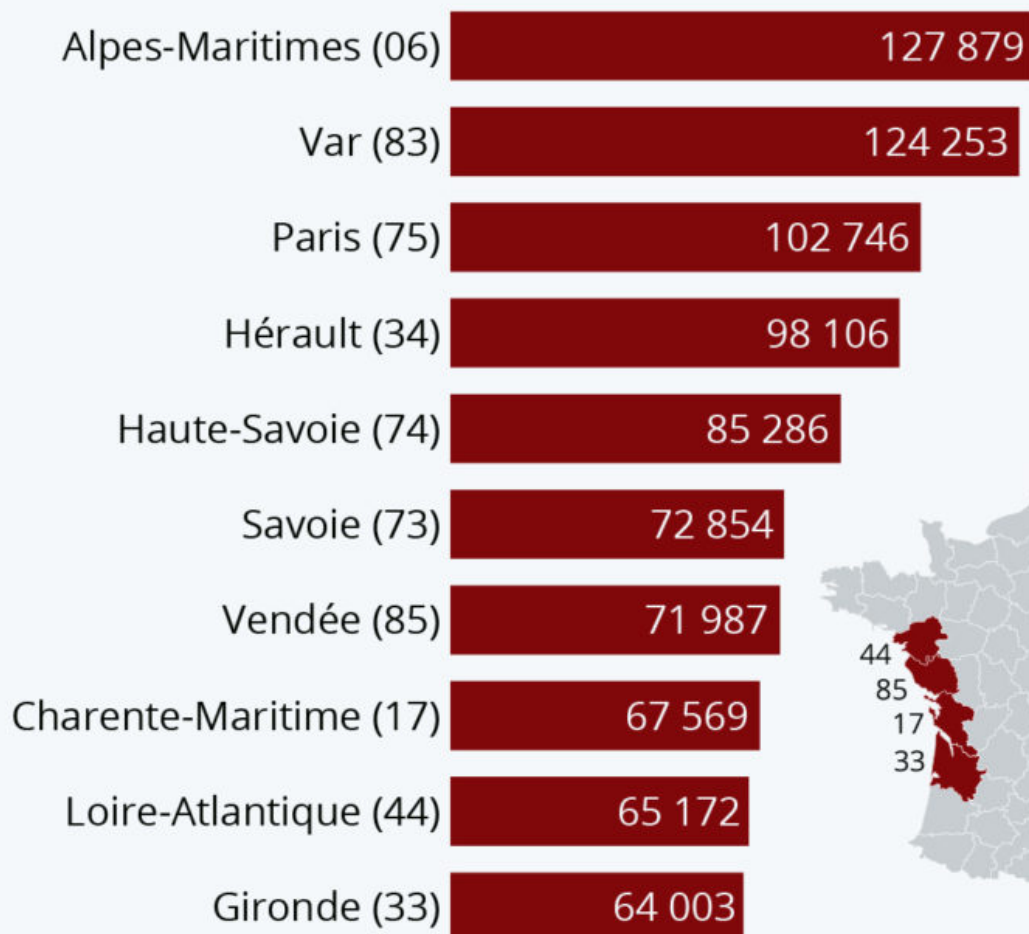 Alpes-Maritimes (06) 127 879
Var (83) 124 253
Paris (75) 102 746
Hérault (34) 98 106
Haute-Savoie (74) 85 286
Savoie (73) 72 854
Vendée (85) 71 987
Charente-Maritime (17) 67 569
Loire-Atlantique (44) 65 172
Gironde (33) 64 003
44
85
17
33